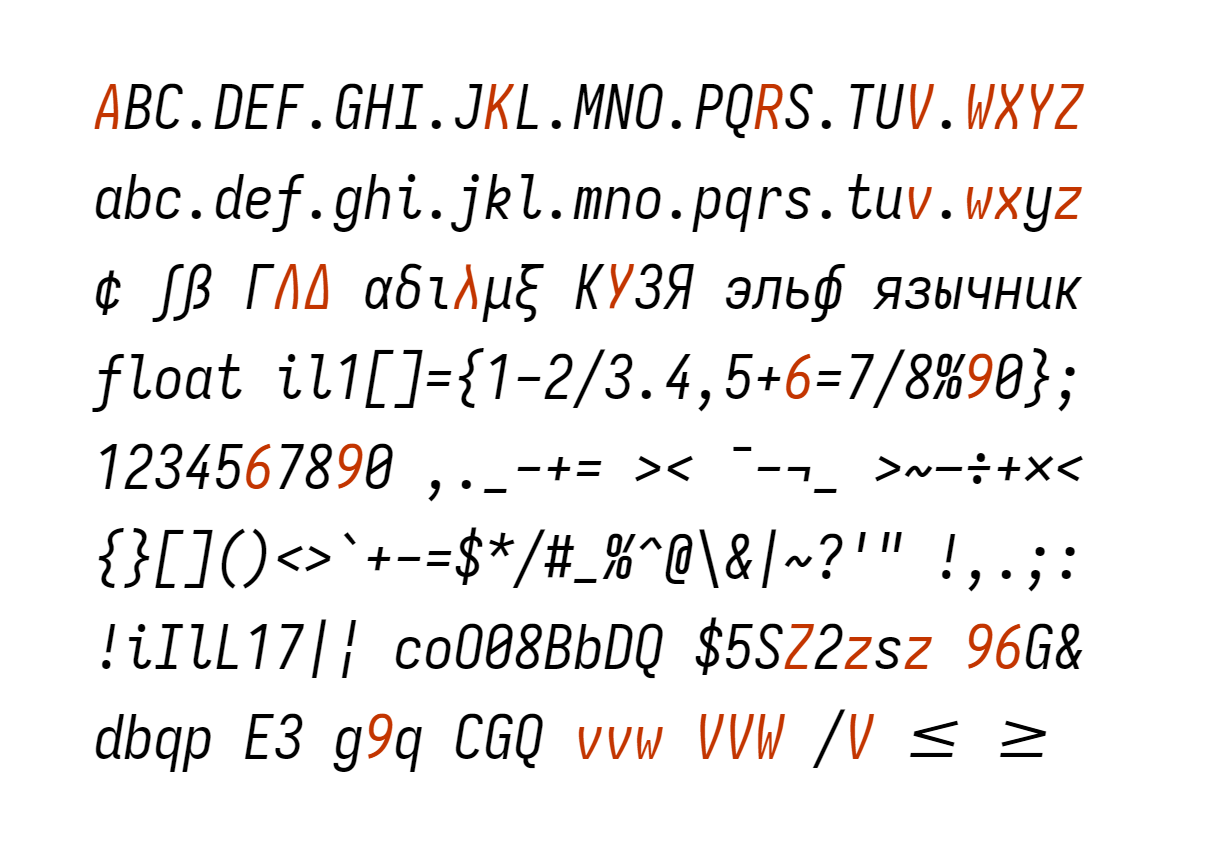 ABC.DEF.GHI.JKL.MNO.PQRS.TUV.WXYZ
abc.def.ghi.jkl.mno.pqrs.tuv.wxyz
¢ ʃβ ΓΛΔ αδιλμξ КУЗЯ эльф язычник
float il1[]={1-2/3.4,5+6=7/8%90};
1234567890 ,._-+= >< ¯-¬_ >~–÷+×<
{}[]()<>`+-=$*/#_%^@\&|~?'" !,.;:
!iIlL17|¦ coO08BbDQ $5SZ2zsz 96G&
dbqp E3 g9q CGQ vvw VVW /V ≤ ≥